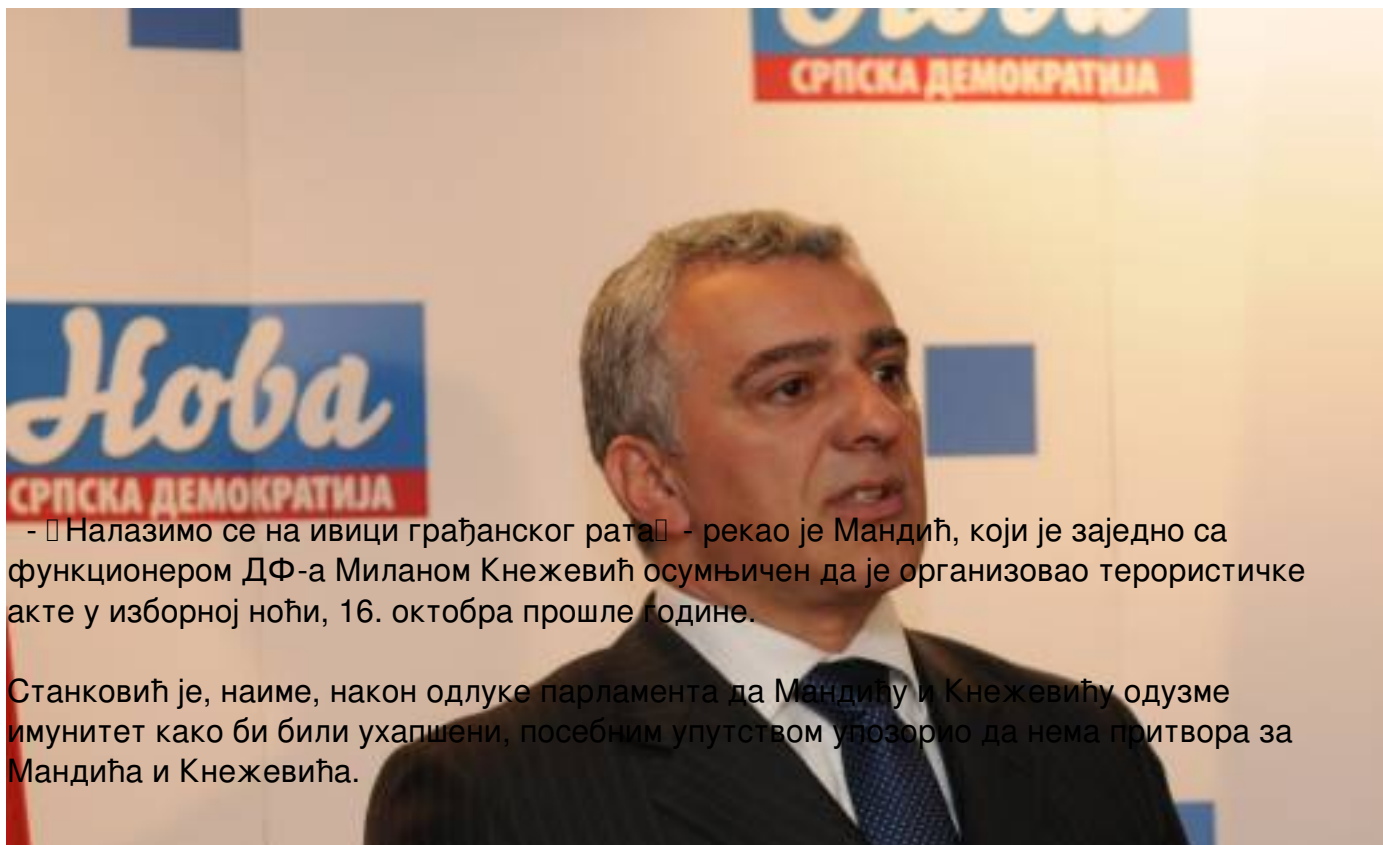 Нова
СРПСКА ДЕМОКРАТИЈА
Нова
СРПСКА ДЕМОКРАТИЈА
- Налазимо се на ивици грађанског рата - рекао је Мандић, који је заједно са
функционером ДФ-а Миланом Кнежевић осумњичен да је организовао терористичке
акте у изборној ноћи, 16. октобра прошле године.
Станковић је, наиме, након одлуке парламента да Мандићу и Кнежевићу одузме
имунитет како би били ухапшени, посебним упутством упозорио да нема притвора за
Мандића и Кнежевића.